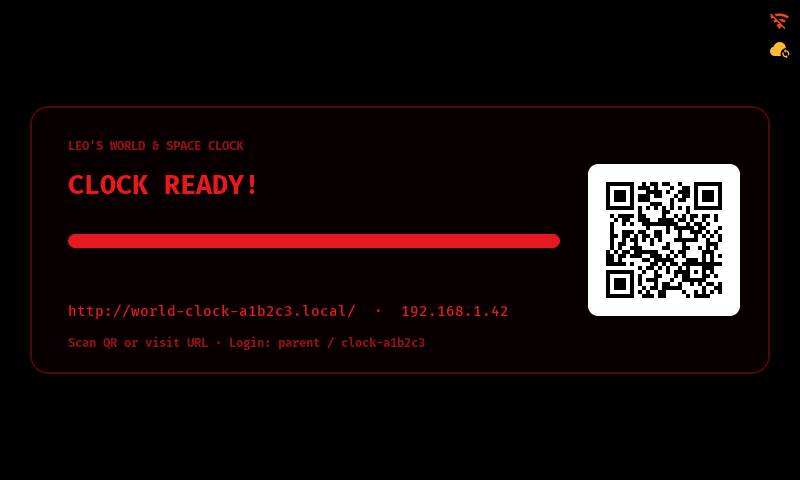 LEO'S WORLD & SPACE CLOCK
CLOCK READY!
http://world-clock-a1b2c3.local/ · 192.168.1.42
Scan QR or visit URL · Login: parent / clock-a1b2c3